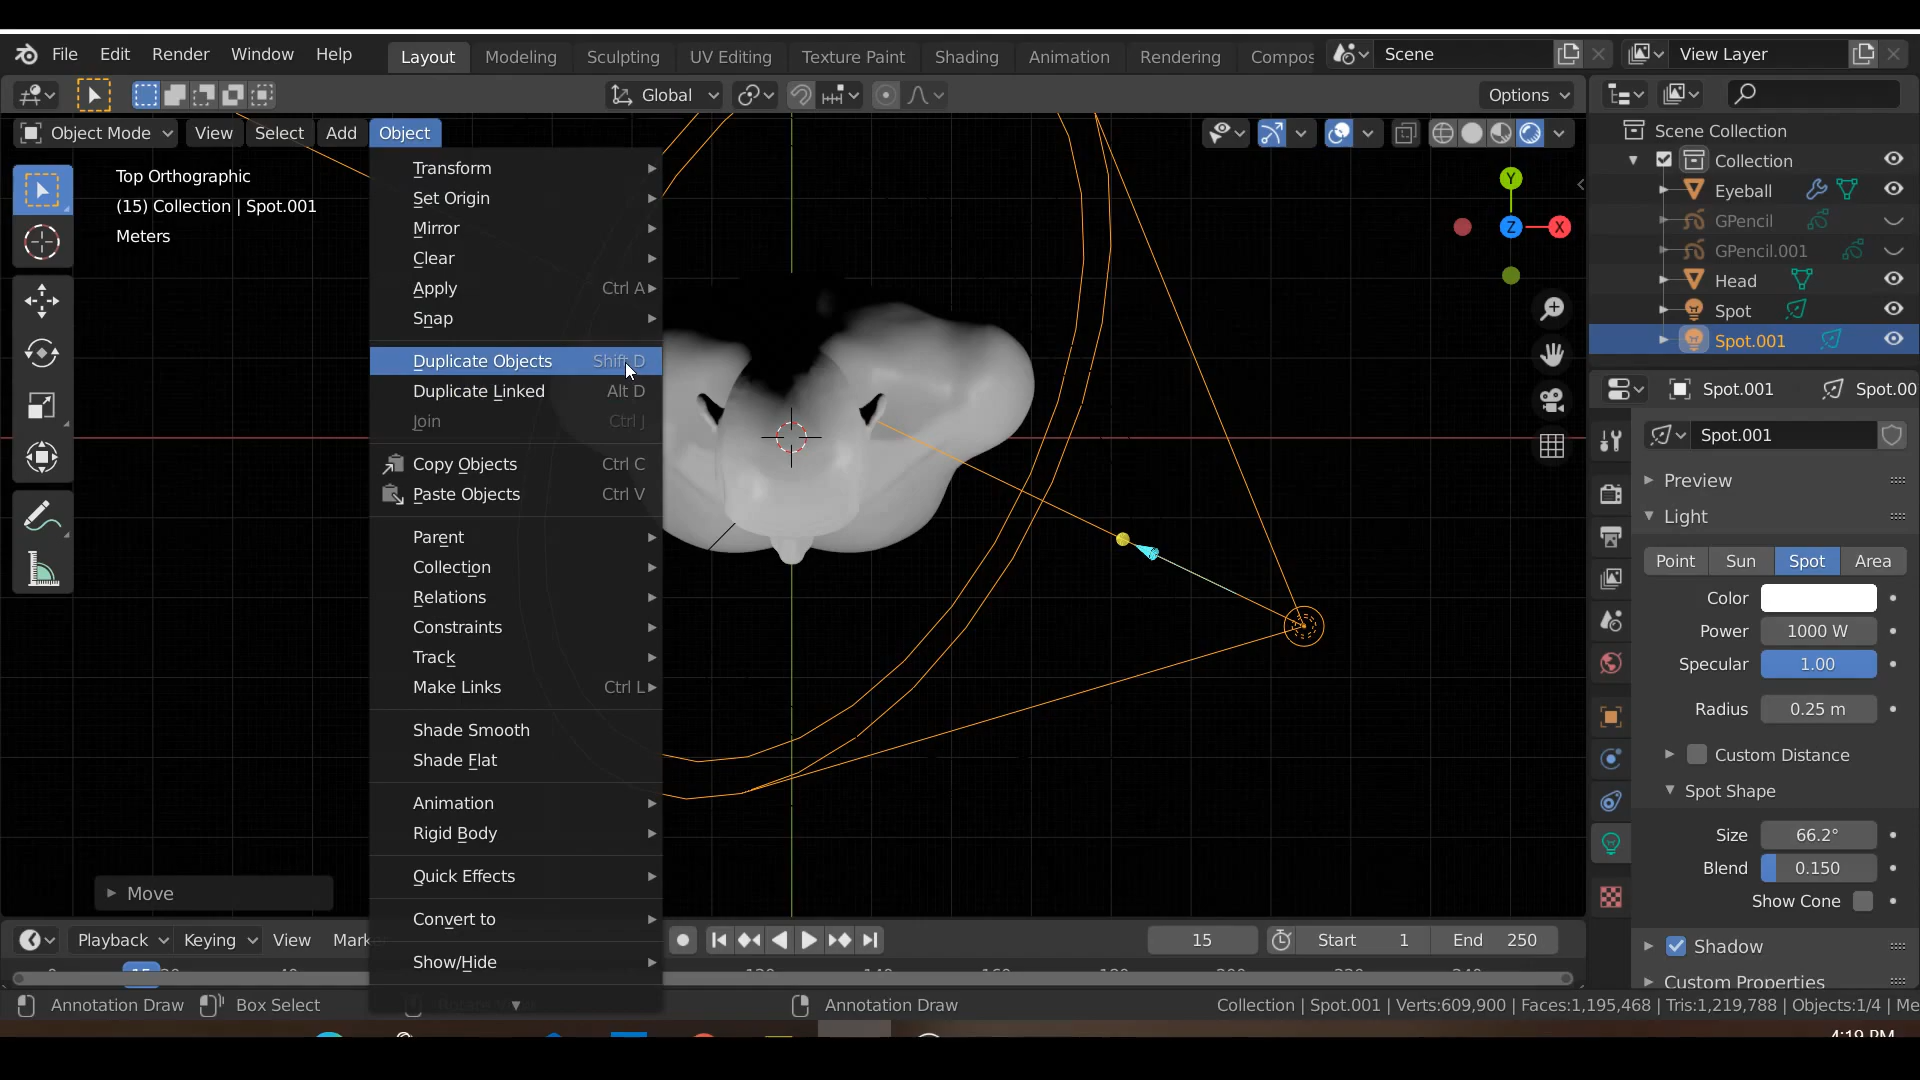 File Edit Render Window Help
Layout Modeling Sculpting UV Editing Texture Paint Shading Animation Rendering Compos
Scene
View Layer
Global
Options
Object Mode View Select Add Object
Top Orthographic
(15) Collection | Spot.001
Meters
Transform
Set Origin
Mirror
Clear
Apply Ctrl A
Snap
Duplicate Objects Shift D
Duplicate Linked Alt D
Join Ctrl J
Copy Objects Ctrl C
Paste Objects Ctrl V
Parent
Collection
Relations
Constraints
Track
Make Links Ctrl L
Shade Smooth
Shade Flat
Animation
Rigid Body
Quick Effects
Convert to
Show/Hide
Move
Y
Z
X
Scene Collection
Collection
Eyeball
GPencil
GPencil.001
Head
Spot
Spot.001
Spot.001 Spot.00
Spot.001
Preview
Light
Point Sun Spot Area
Color
Power 1000 W
Specular 1.00
Radius 0.25 m
Custom Distance
Spot Shape
Size 66.2°
Blend 0.150
Show Cone
Shadow
Custom Properties
Playback Keying View Mark
15 Start 1 End 250
Annotation Draw Box Select Annotation Draw
Collection | Spot.001 | Verts:609,900 | Faces:1,195,468 | Tris:1,219,788 | Objects:1/4 | Me
4:19 PM